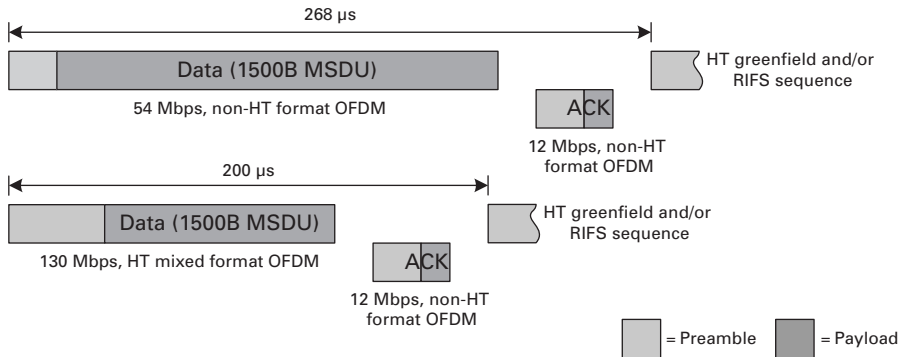 268 µs
Data (1500B MSDU)
HT greenfield and/or
RIFS sequence
54 Mbps, non-HT format OFDM
ACK
12 Mbps, non-HT
format OFDM
200 µs
Data (1500B MSDU)
HT greenfield and/or
RIFS sequence
130 Mbps, HT mixed format OFDM
ACK
12 Mbps, non-HT
format OFDM
= Preamble
= Payload